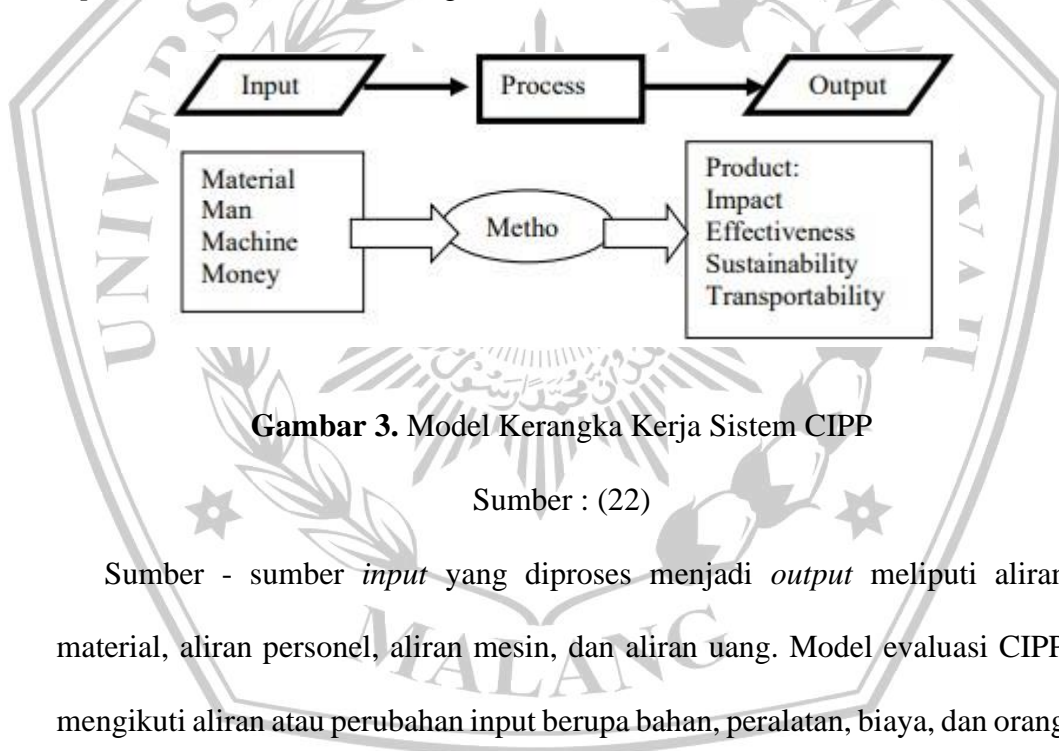 Input
Process
Output
Material
Man
Machine
Money
Metho
Product:
Impact
Effectiveness
Sustainability
Transportability
Gambar 3. Model Kerangka Kerja Sistem CIPP
Sumber : (22)
Sumber - sumber input yang diproses menjadi output meliputi aliran
material, aliran personel, aliran mesin, dan aliran uang. Model evaluasi CIPP
mengikuti aliran atau perubahan input berupa bahan, peralatan, biaya, dan orang
MALANG